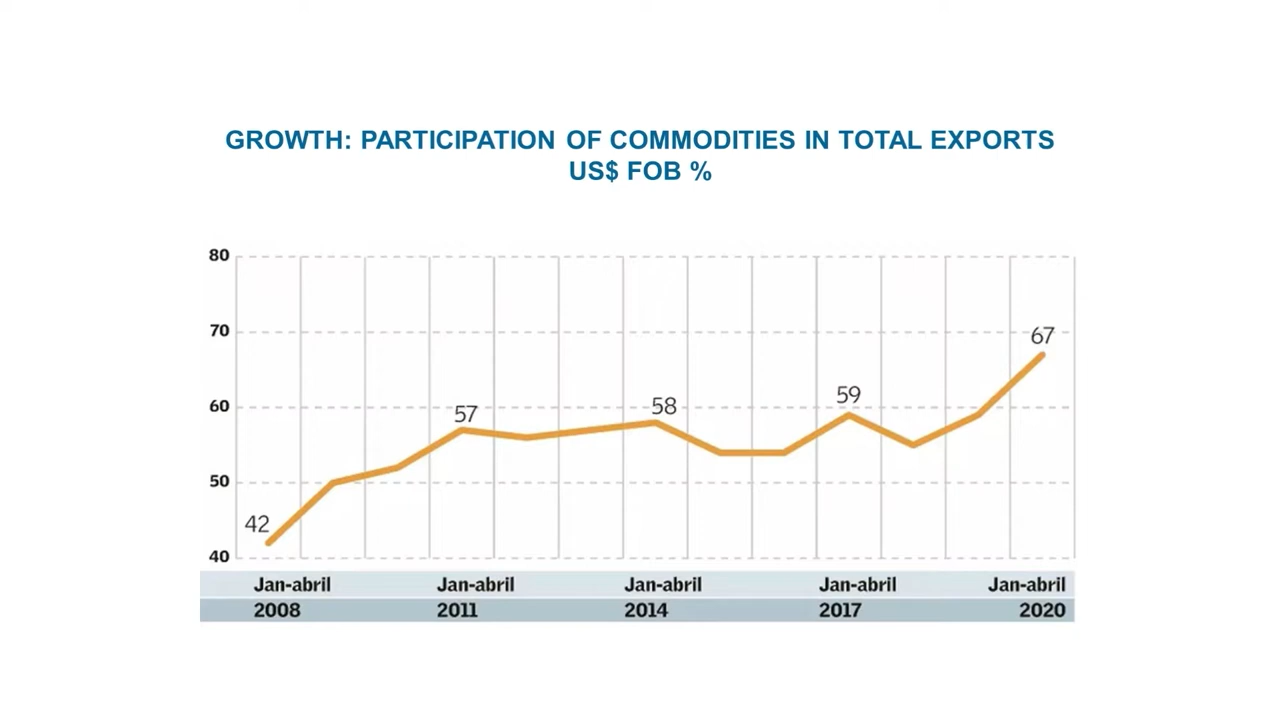 GROWTH: PARTICIPATION OF COMMODITIES IN TOTAL EXPORTS
US$ FOB %
80
70
67
60
59
58
57
50
42
40
Jan-abril Jan-abril Jan-abril Jan-abril Jan-abril
2008 2011 2014 2017 2020